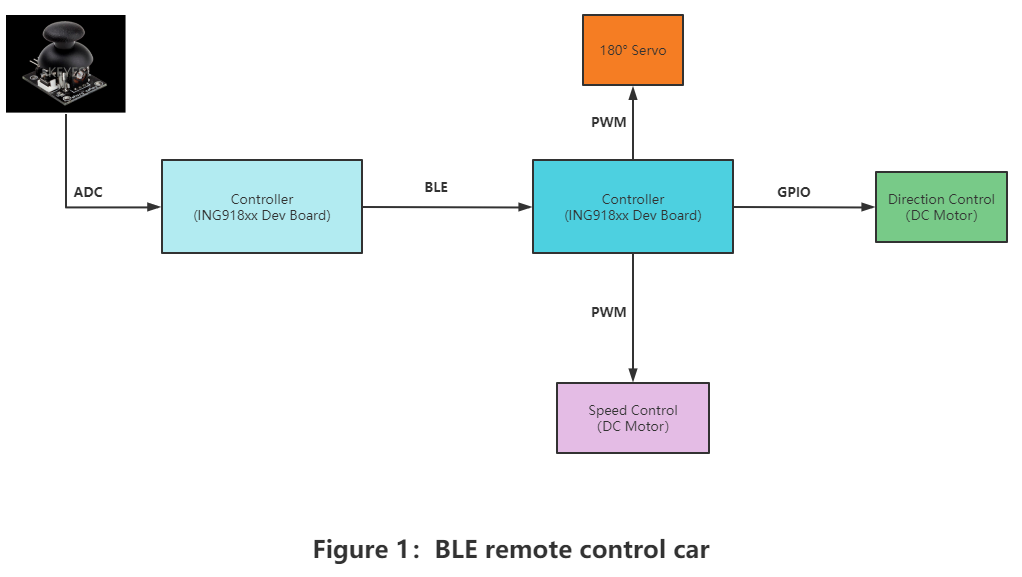 180° Servo
PWM
ADC
Controller
(ING918xx Dev Board)
BLE
Controller
(ING918xx Dev Board)
GPIO
Direction Control
(DC Motor)
PWM
Speed Control
(DC Motor)
Figure 1: BLE remote control car